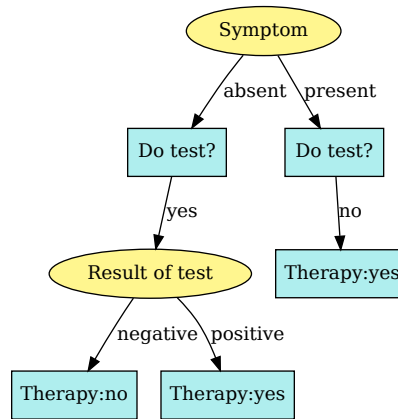 Symptom
absent
present
Do test?
Do test?
yes
no
Result of test
Therapy:yes
negative
positive
Therapy:no
Therapy:yes